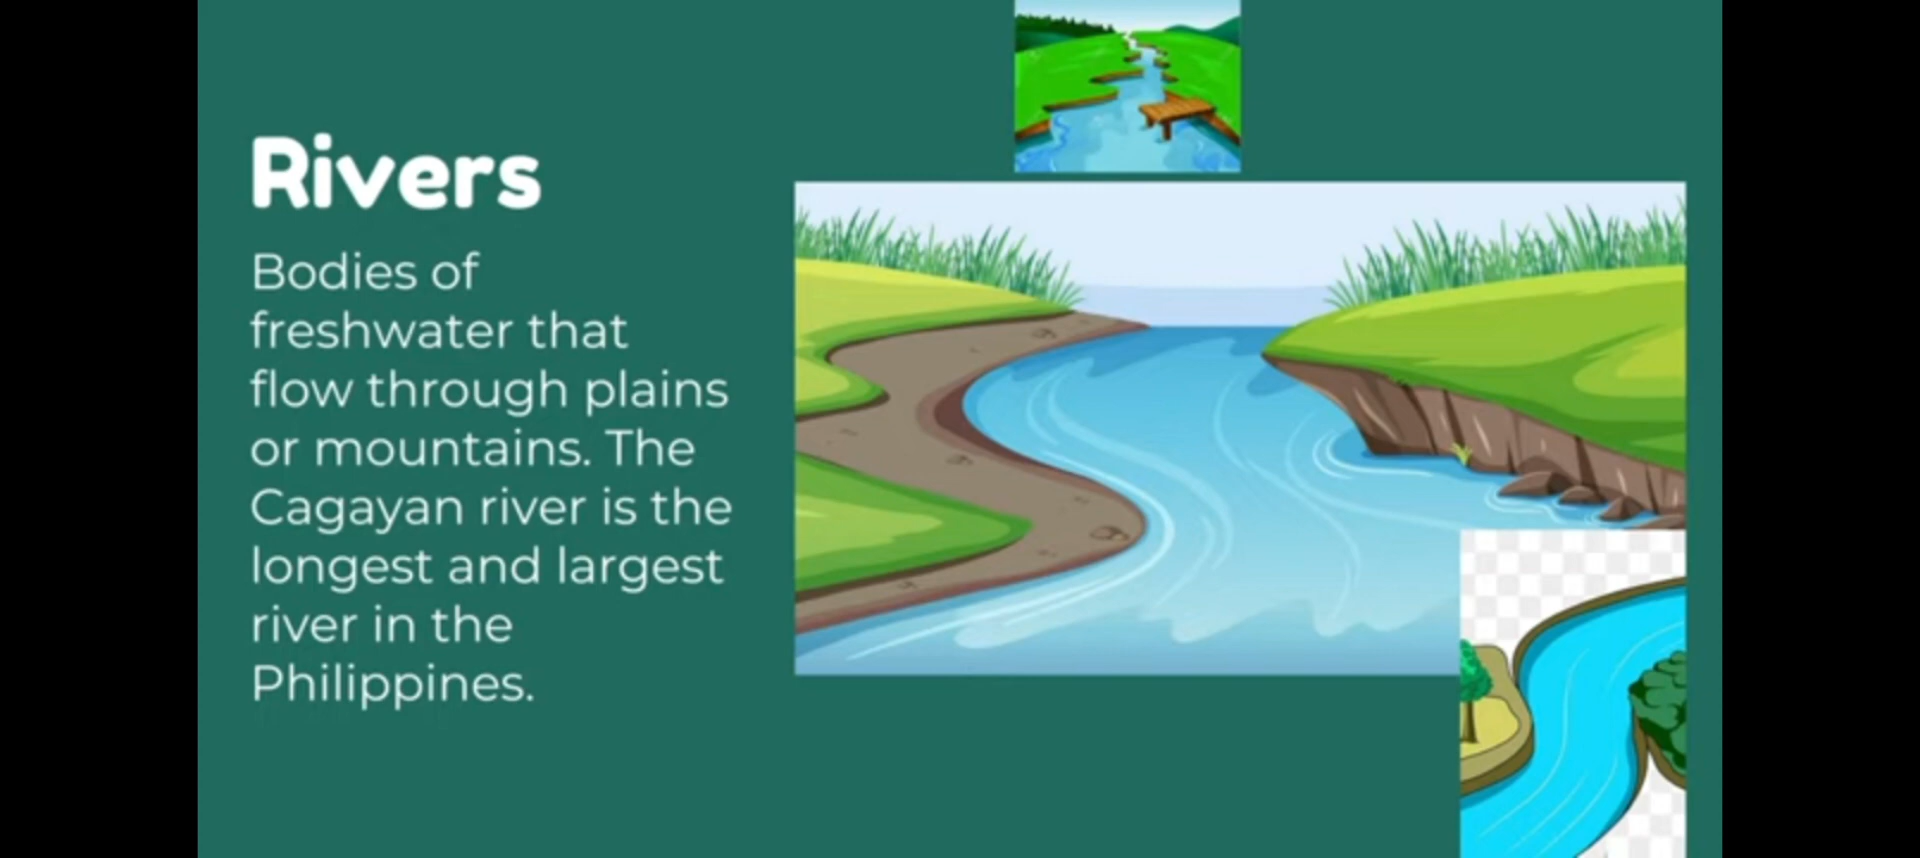 Rivers
Bodies of
freshwater that
flow through plains
or mountains. The
Cagayan river is the
longest and largest
river in the
Philippines.